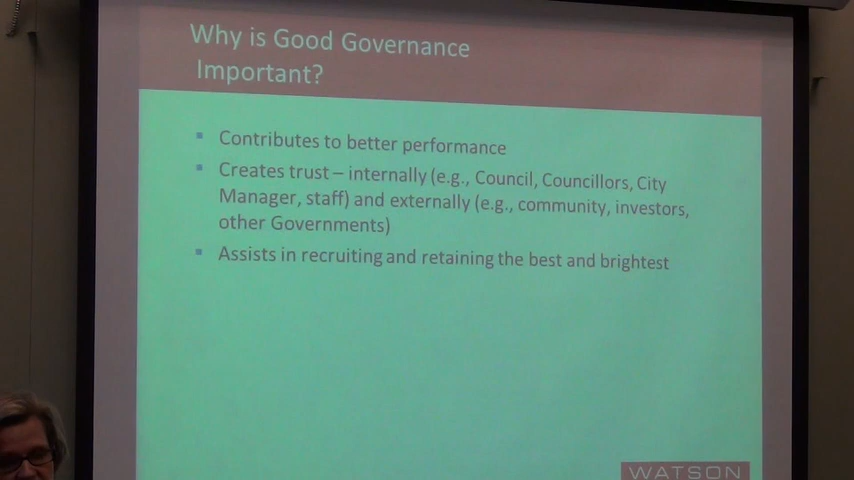 Why is Good Governance
Important?
▪ Contributes to better performance
▪ Creates trust – internally (e.g., Council, Councillors, City
Manager, staff) and externally (e.g., community, investors,
other Governments)
▪ Assists in recruiting and retaining the best and brightest
WATSON